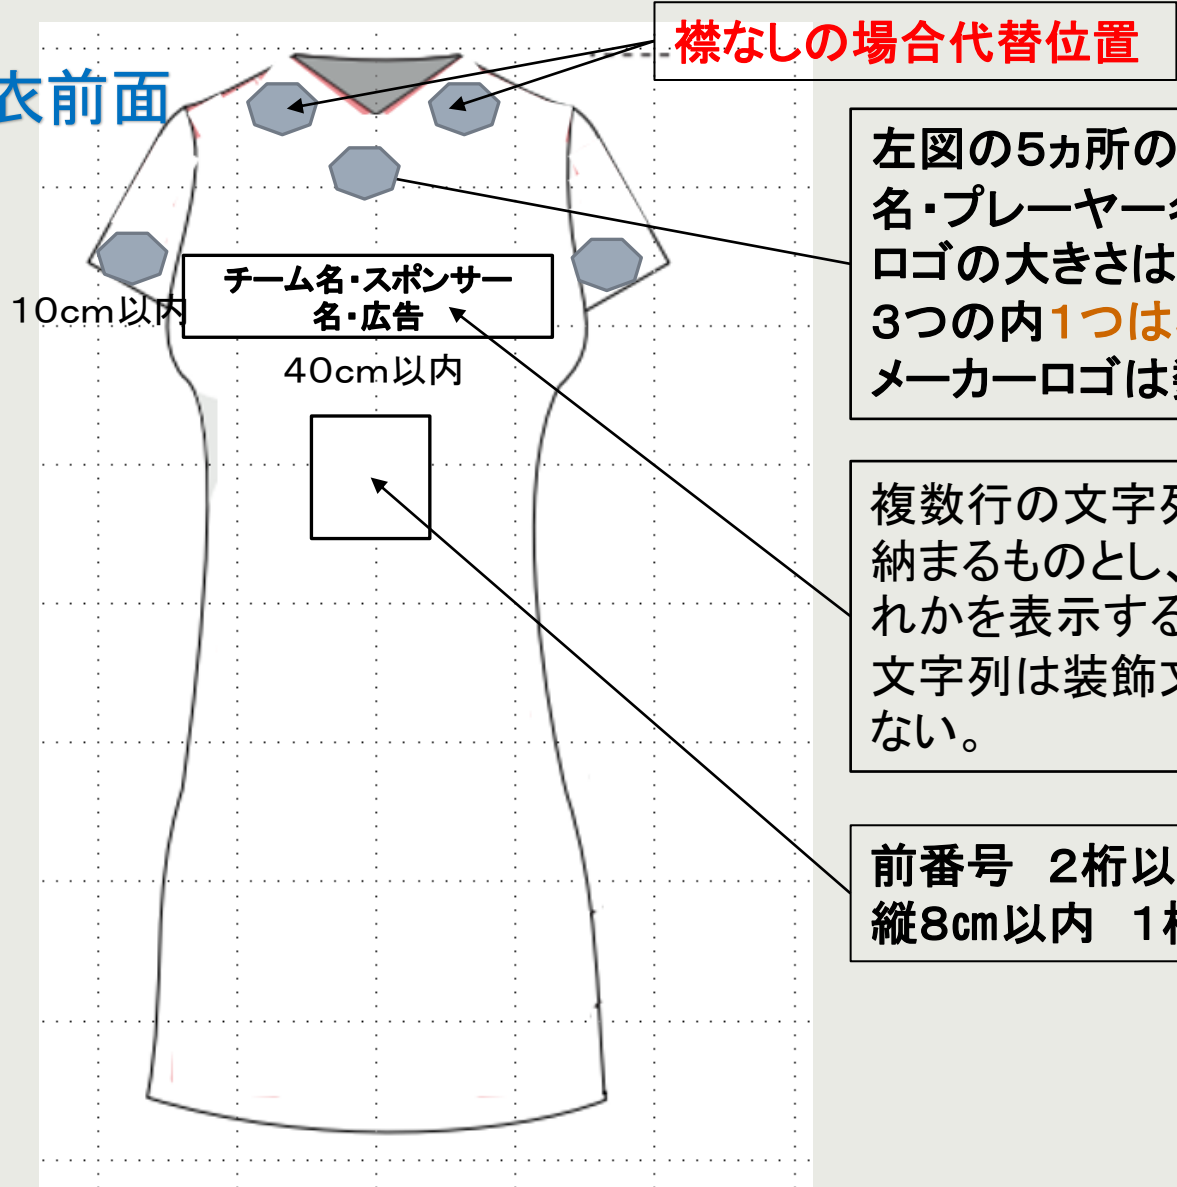 襟なしの場合代替位置
衣前面
左図の5ヵ所の
名・プレーヤー名
ロゴの大きさは
3つの内1つは
メーカーロゴは
チーム名・スポンサー
名・広告
10cm以内
40cm以内
複数行の文字列
納まるものとし、
れかを表示する
文字列は装飾文
ない。
前番号 2桁以
縦8㎝以内 1桁